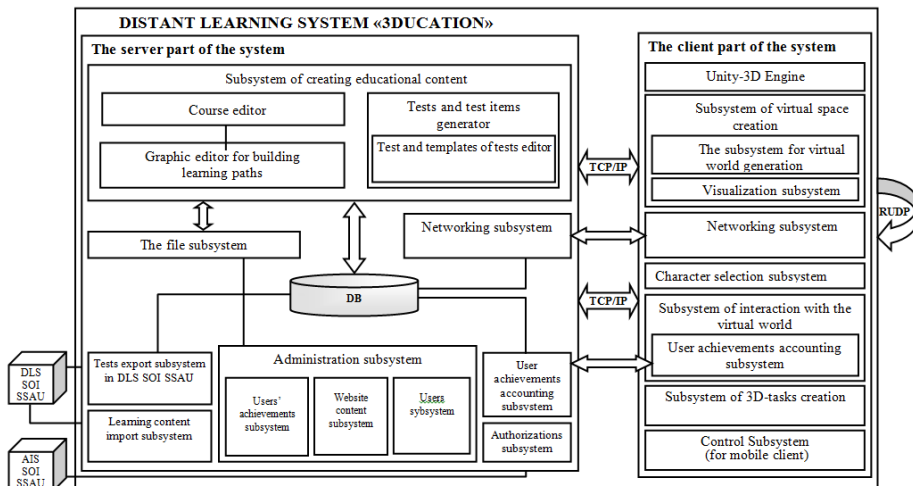 DISTANT LEARNING SYSTEM «3DUCATION»
The server part of the system
Subsystem of creating educational content
Course editor
Graphic editor for building
learning paths
Tests and test items
generator
Test and templates of tests editor
The file subsystem
Networking subsystem
DB
Tests export subsystem
in DLS SOI SSAU
Learning content
import subsystem
Administration subsystem
Users’
achievements
subsystem
Website
content
subsystem
Users
sybsystem
User
achievements
accounting
subsystem
Authorizations
subsystem
DLS
SOI
SSAU
AIS
SOI
SSAU
TCP/IP
TCP/IP
The client part of the system
Unity-3D Engine
Subsystem of virtual space
creation
The subsystem for virtual
world generation
Visualization subsystem
Networking subsystem
Character selection subsystem
Subsystem of interaction with the
virtual world
User achievements accounting
subsystem
Subsystem of 3D-tasks creation
Control Subsystem
(for mobile client)
RUDP